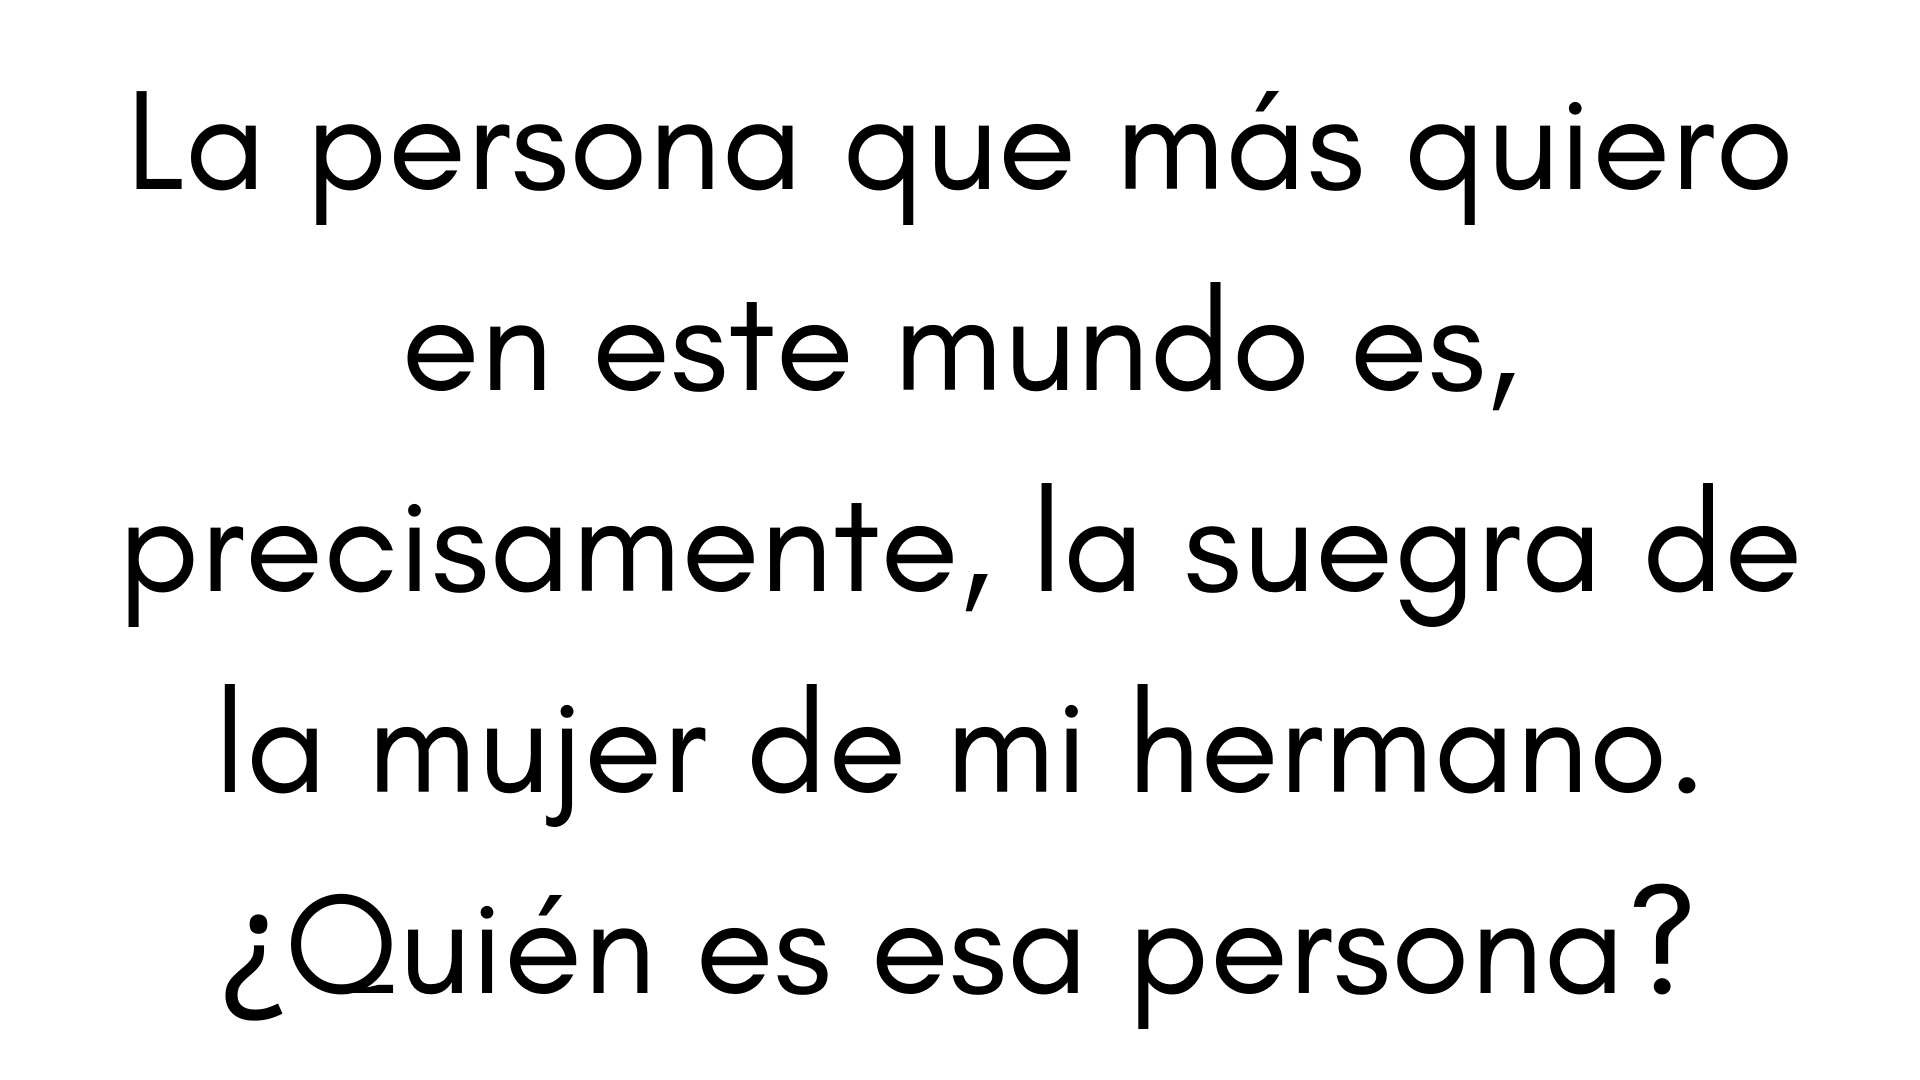 La persona que más quiero
en este mundo es,
precisamente, la suegra de
la mujer de mi hermano.
¿Quién es esa persona?